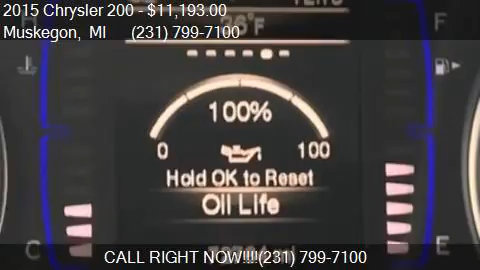 2015 Chrysler 200 - $11,193.00
Muskegon, MI (231) 799-7100
F
100%
0
100
Hold OK to Reset
Oil Life
C
E
CALL RIGHT NOW!!!!(231) 799-7100